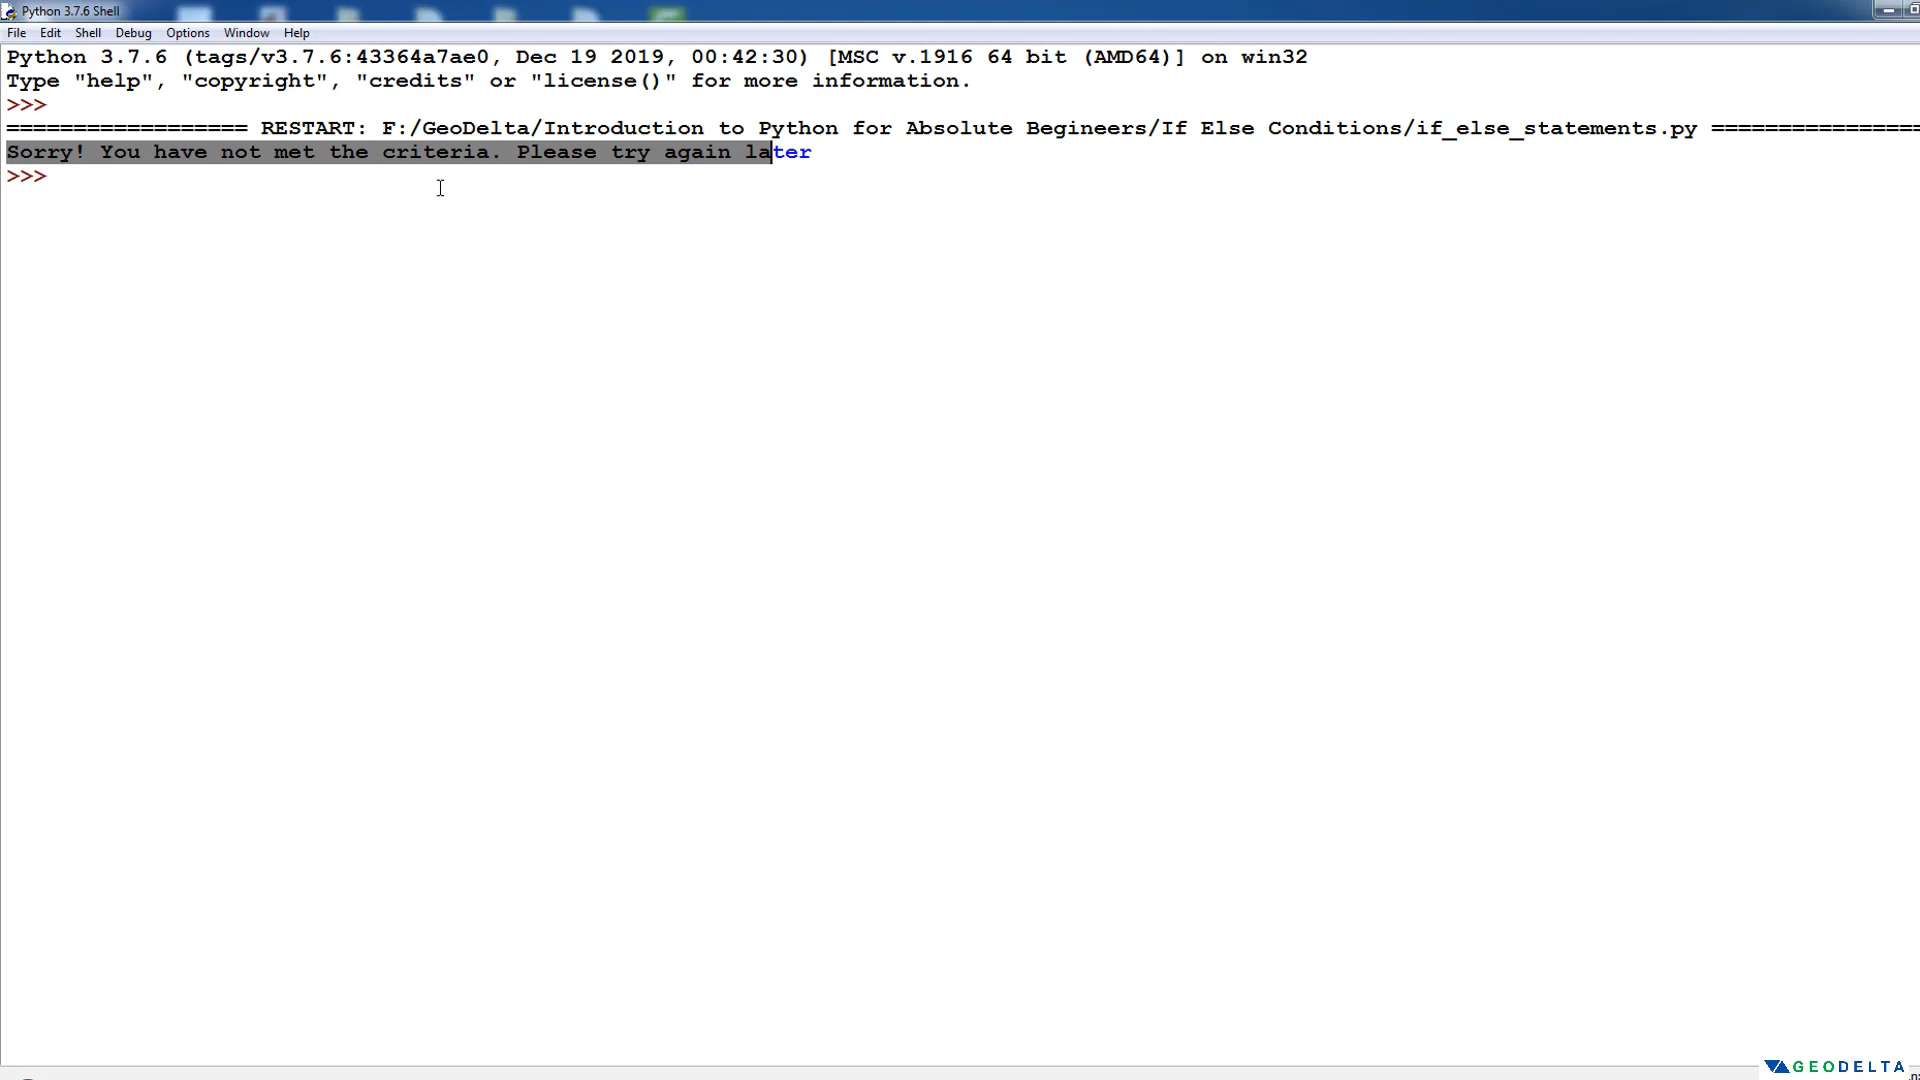 Python 3.7.6 Shell
File Edit Shell Debug Options Window Help
Python 3.7.6 (tags/v3.7.6:43364a7ae0, Dec 19 2019, 00:42:30) [MSC v.1916 64 bit (AMD64)] on win32
Type "help", "copyright", "credits" or "license()" for more information.
>>>
================== RESTART: F:/GeoDelta/Introduction to Python for Absolute Begineers/If Else Conditions/if_else_statements.py ================
Sorry! You have not met the criteria. Please try again later
>>>
GEODELTA